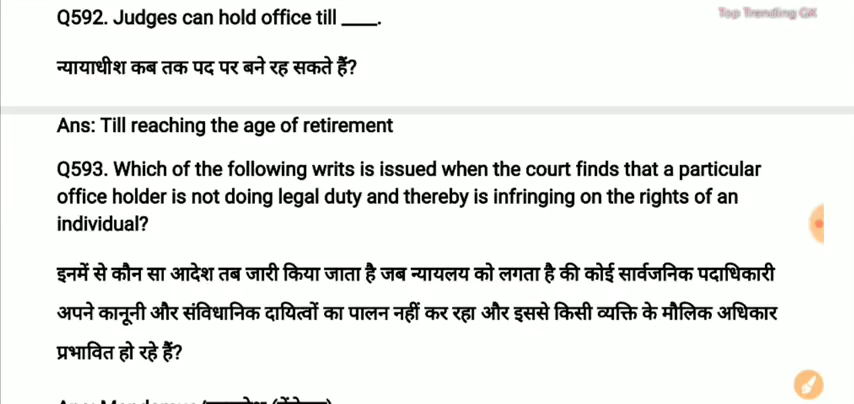 Top Trending GK
Q592. Judges can hold office till ____.
न्यायाधीश कब तक पद पर बने रह सकते हैं?
Ans: Till reaching the age of retirement
Q593. Which of the following writs is issued when the court finds that a particular
office holder is not doing legal duty and thereby is infringing on the rights of an
individual?
इनमें से कौन सा आदेश तब जारी किया जाता है जब न्यायलय को लगता है की कोई सार्वजनिक पदाधिकारी
अपने कानूनी और संविधानिक दायित्वों का पालन नहीं कर रहा और इससे किसी व्यक्ति के मौलिक अधिकार
प्रभावित हो रहे हैं?